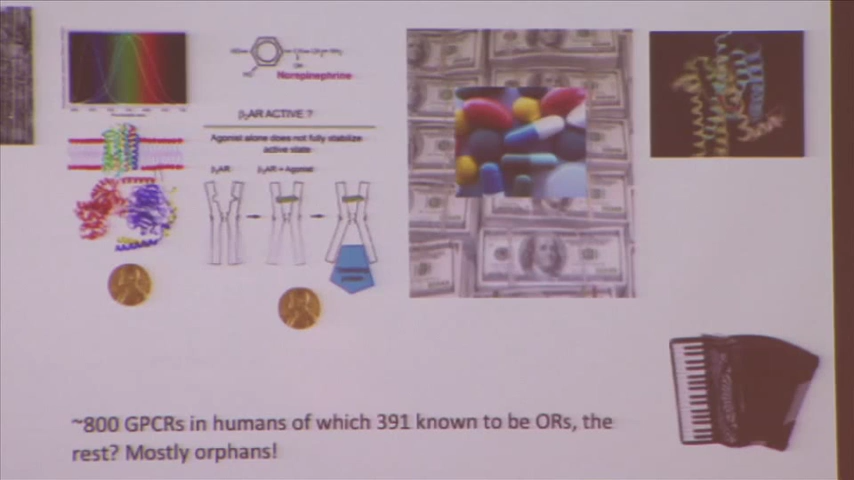 Norepinephrine
β₂AR ACTIVE ?
Agonist alone does not fully stabilize
active state
β₂AR
β₂AR + Agonist
~800 GPCRs in humans of which 391 known to be ORs, the
rest? Mostly orphans!